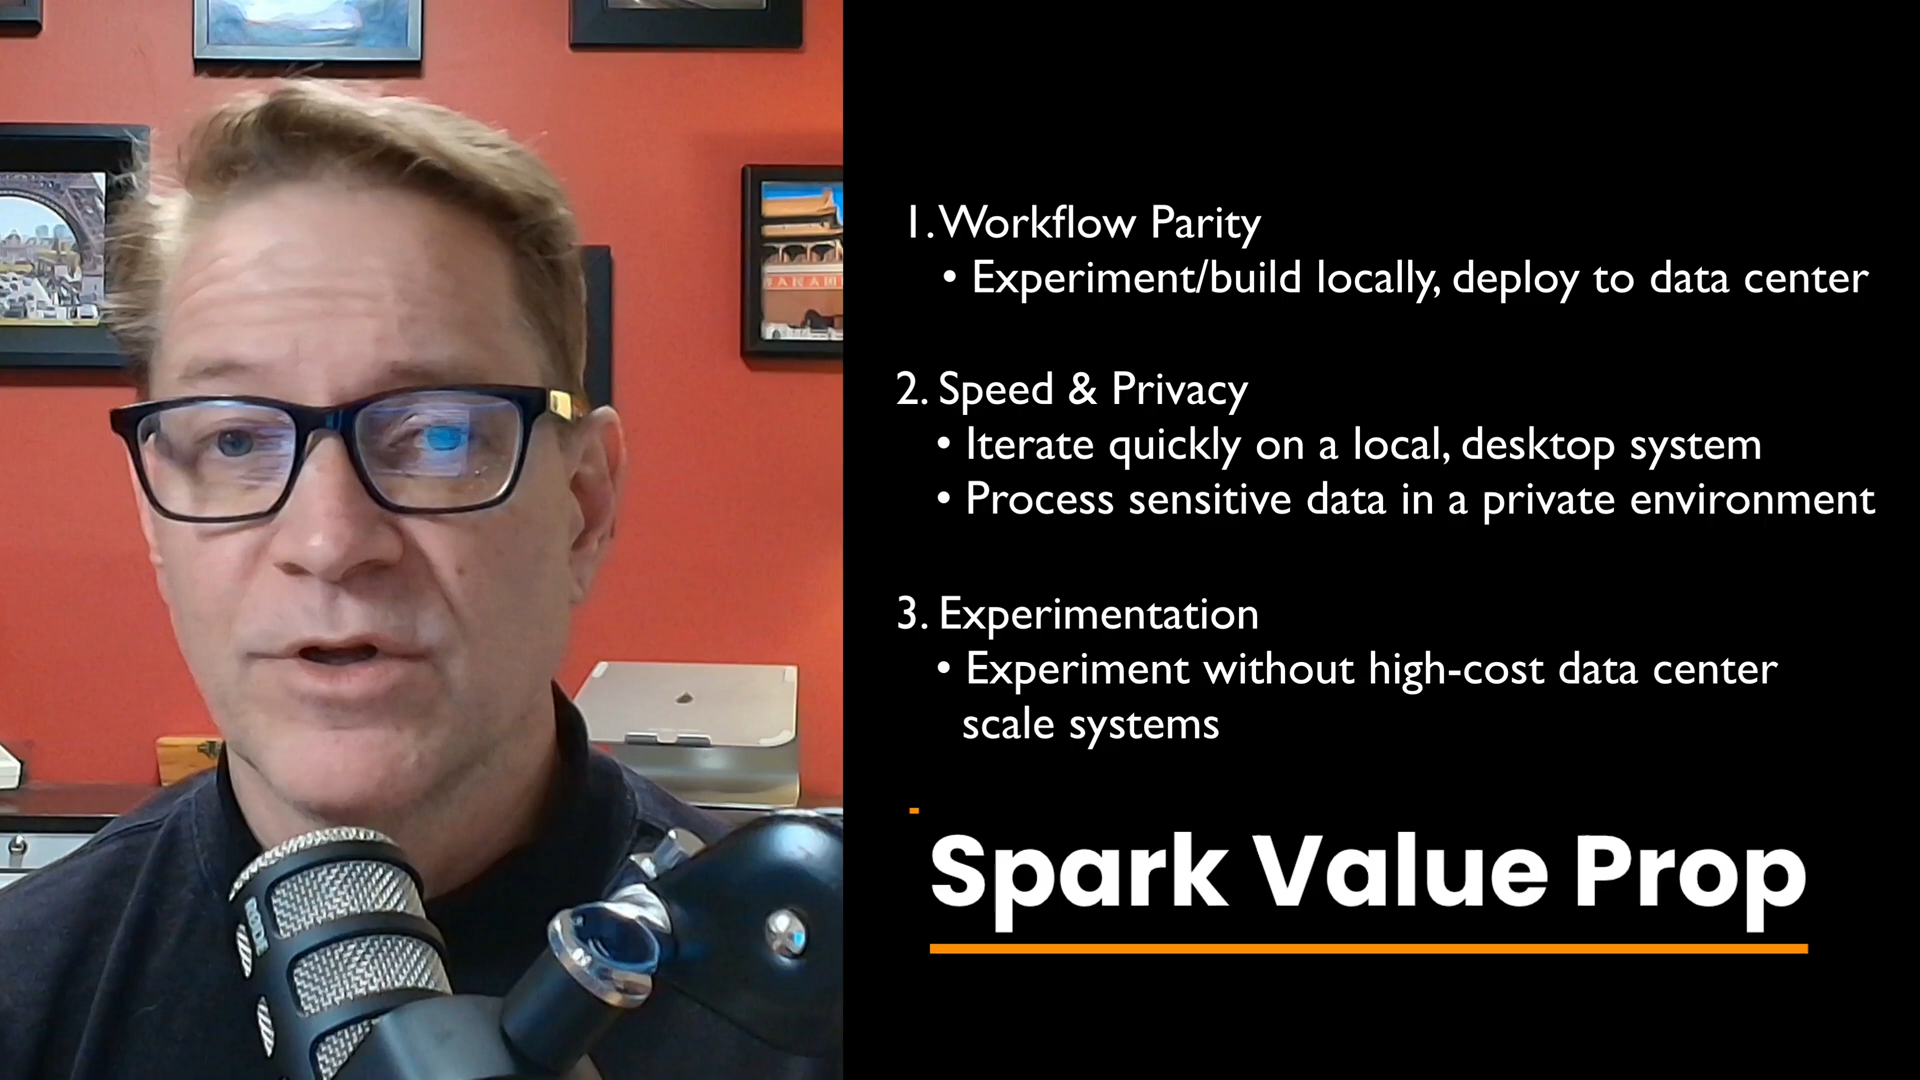 1. Workflow Parity
• Experiment/build locally, deploy to data center
2. Speed & Privacy
• Iterate quickly on a local, desktop system
• Process sensitive data in a private environment
3. Experimentation
• Experiment without high-cost data center
scale systems
Spark Value Prop